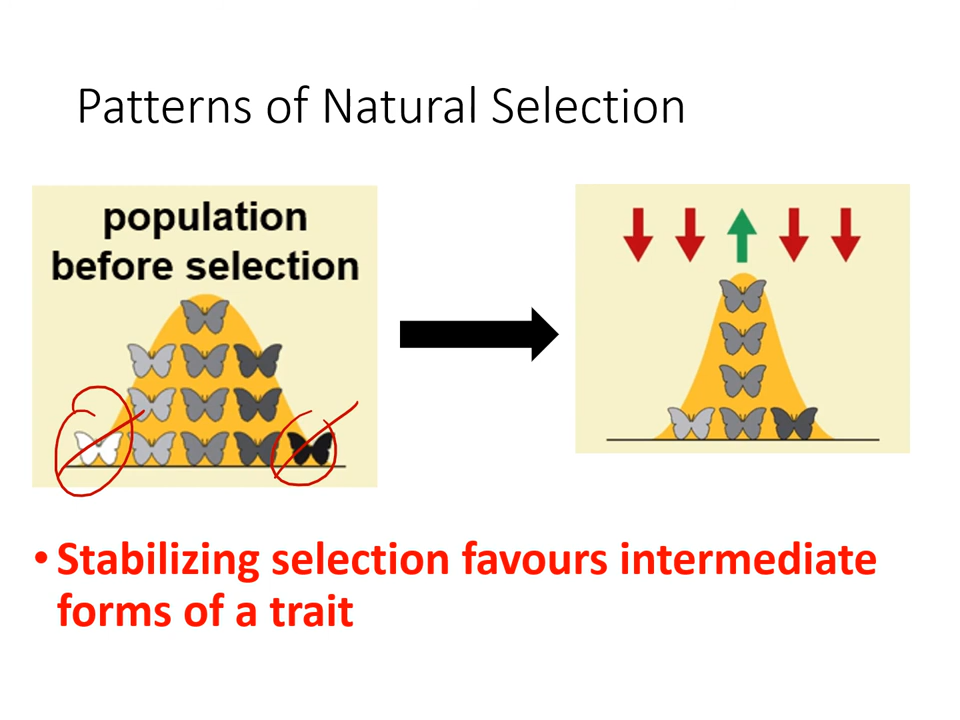 Patterns of Natural Selection
population
before selection
• Stabilizing selection favours intermediate
forms of a trait